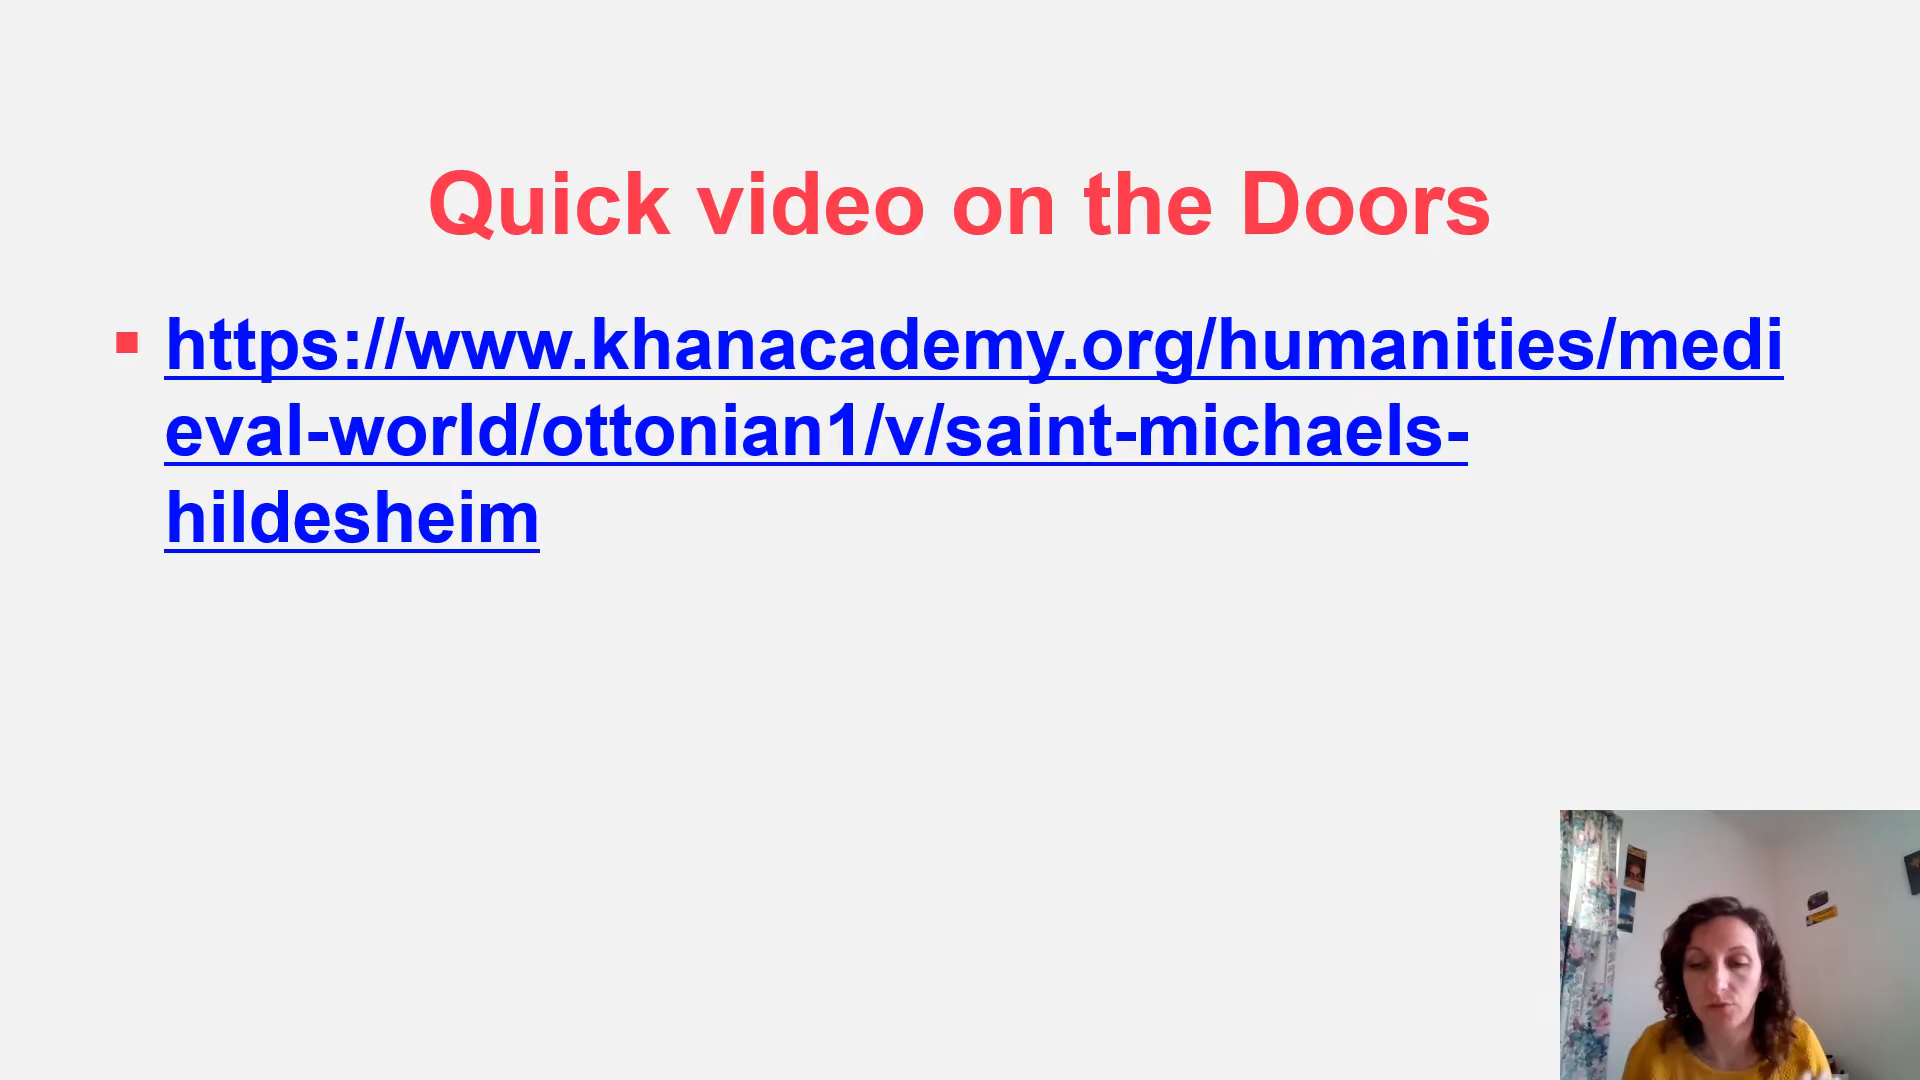 Quick video on the Doors
https://www.khanacademy.org/humanities/medi
eval-world/ottonian1/v/saint-michaels-
hildesheim